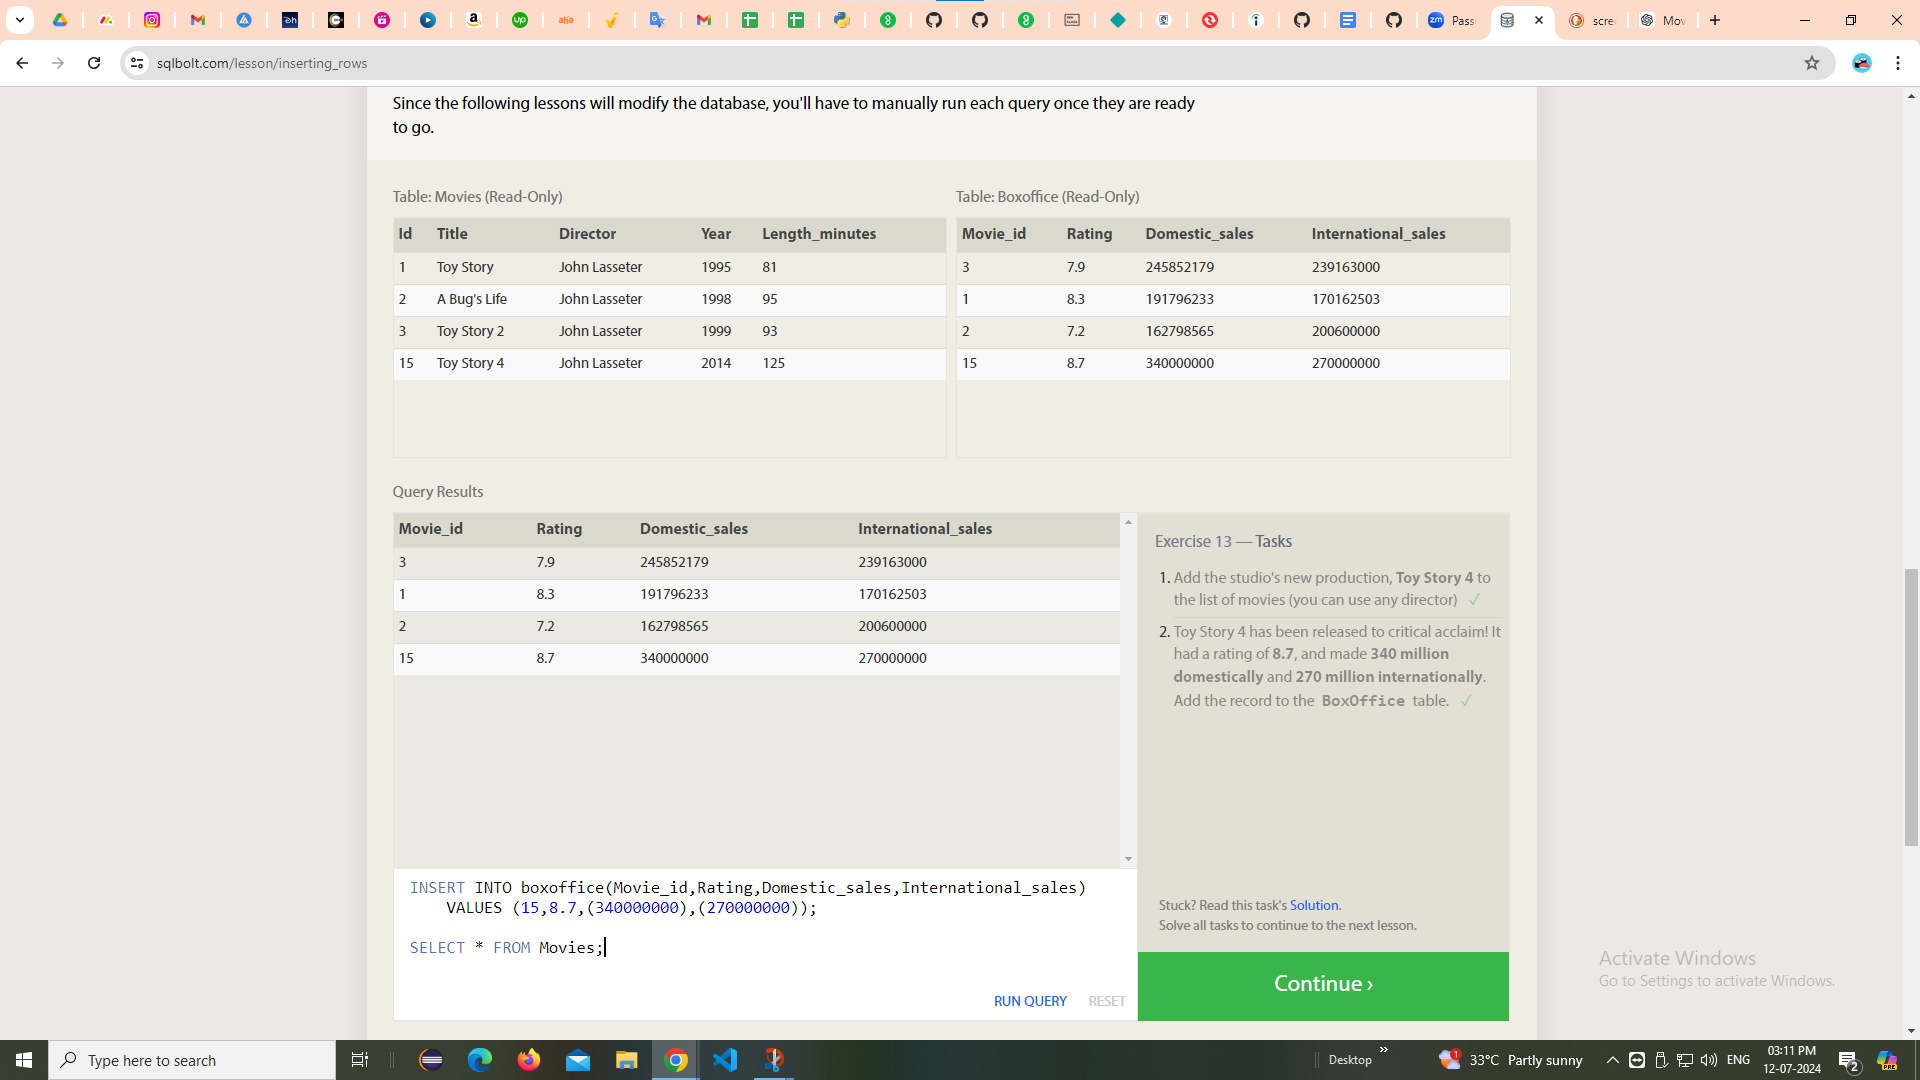 Pass
scre
Mov
sqlbolt.com/lesson/inserting_rows
Since the following lessons will modify the database, you'll have to manually run each query once they are ready
to go.
Table: Movies (Read-Only)
Id Title Director Year Length_minutes
1 Toy Story John Lasseter 1995 81
2 A Bug's Life John Lasseter 1998 95
3 Toy Story 2 John Lasseter 1999 93
15 Toy Story 4 John Lasseter 2014 125
Table: Boxoffice (Read-Only)
Movie_id Rating Domestic_sales International_sales
3 7.9 245852179 239163000
1 8.3 191796233 170162503
2 7.2 162798565 200600000
15 8.7 340000000 270000000
Query Results
Movie_id Rating Domestic_sales International_sales
3 7.9 245852179 239163000
1 8.3 191796233 170162503
2 7.2 162798565 200600000
15 8.7 340000000 270000000
Exercise 13 — Tasks
1. Add the studio's new production, Toy Story 4 to
the list of movies (you can use any director) ✓
2. Toy Story 4 has been released to critical acclaim! It
had a rating of 8.7, and made 340 million
domestically and 270 million internationally.
Add the record to the BoxOffice table. ✓
INSERT INTO boxoffice(Movie_id,Rating,Domestic_sales,International_sales)
VALUES (15,8.7,(340000000),(270000000));
SELECT * FROM Movies;
RUN QUERY RESET
Stuck? Read this task's Solution.
Solve all tasks to continue to the next lesson.
Continue ›
Activate Windows
Go to Settings to activate Windows.
Type here to search
Desktop
33°C Partly sunny
ENG
03:11 PM
12-07-2024
2